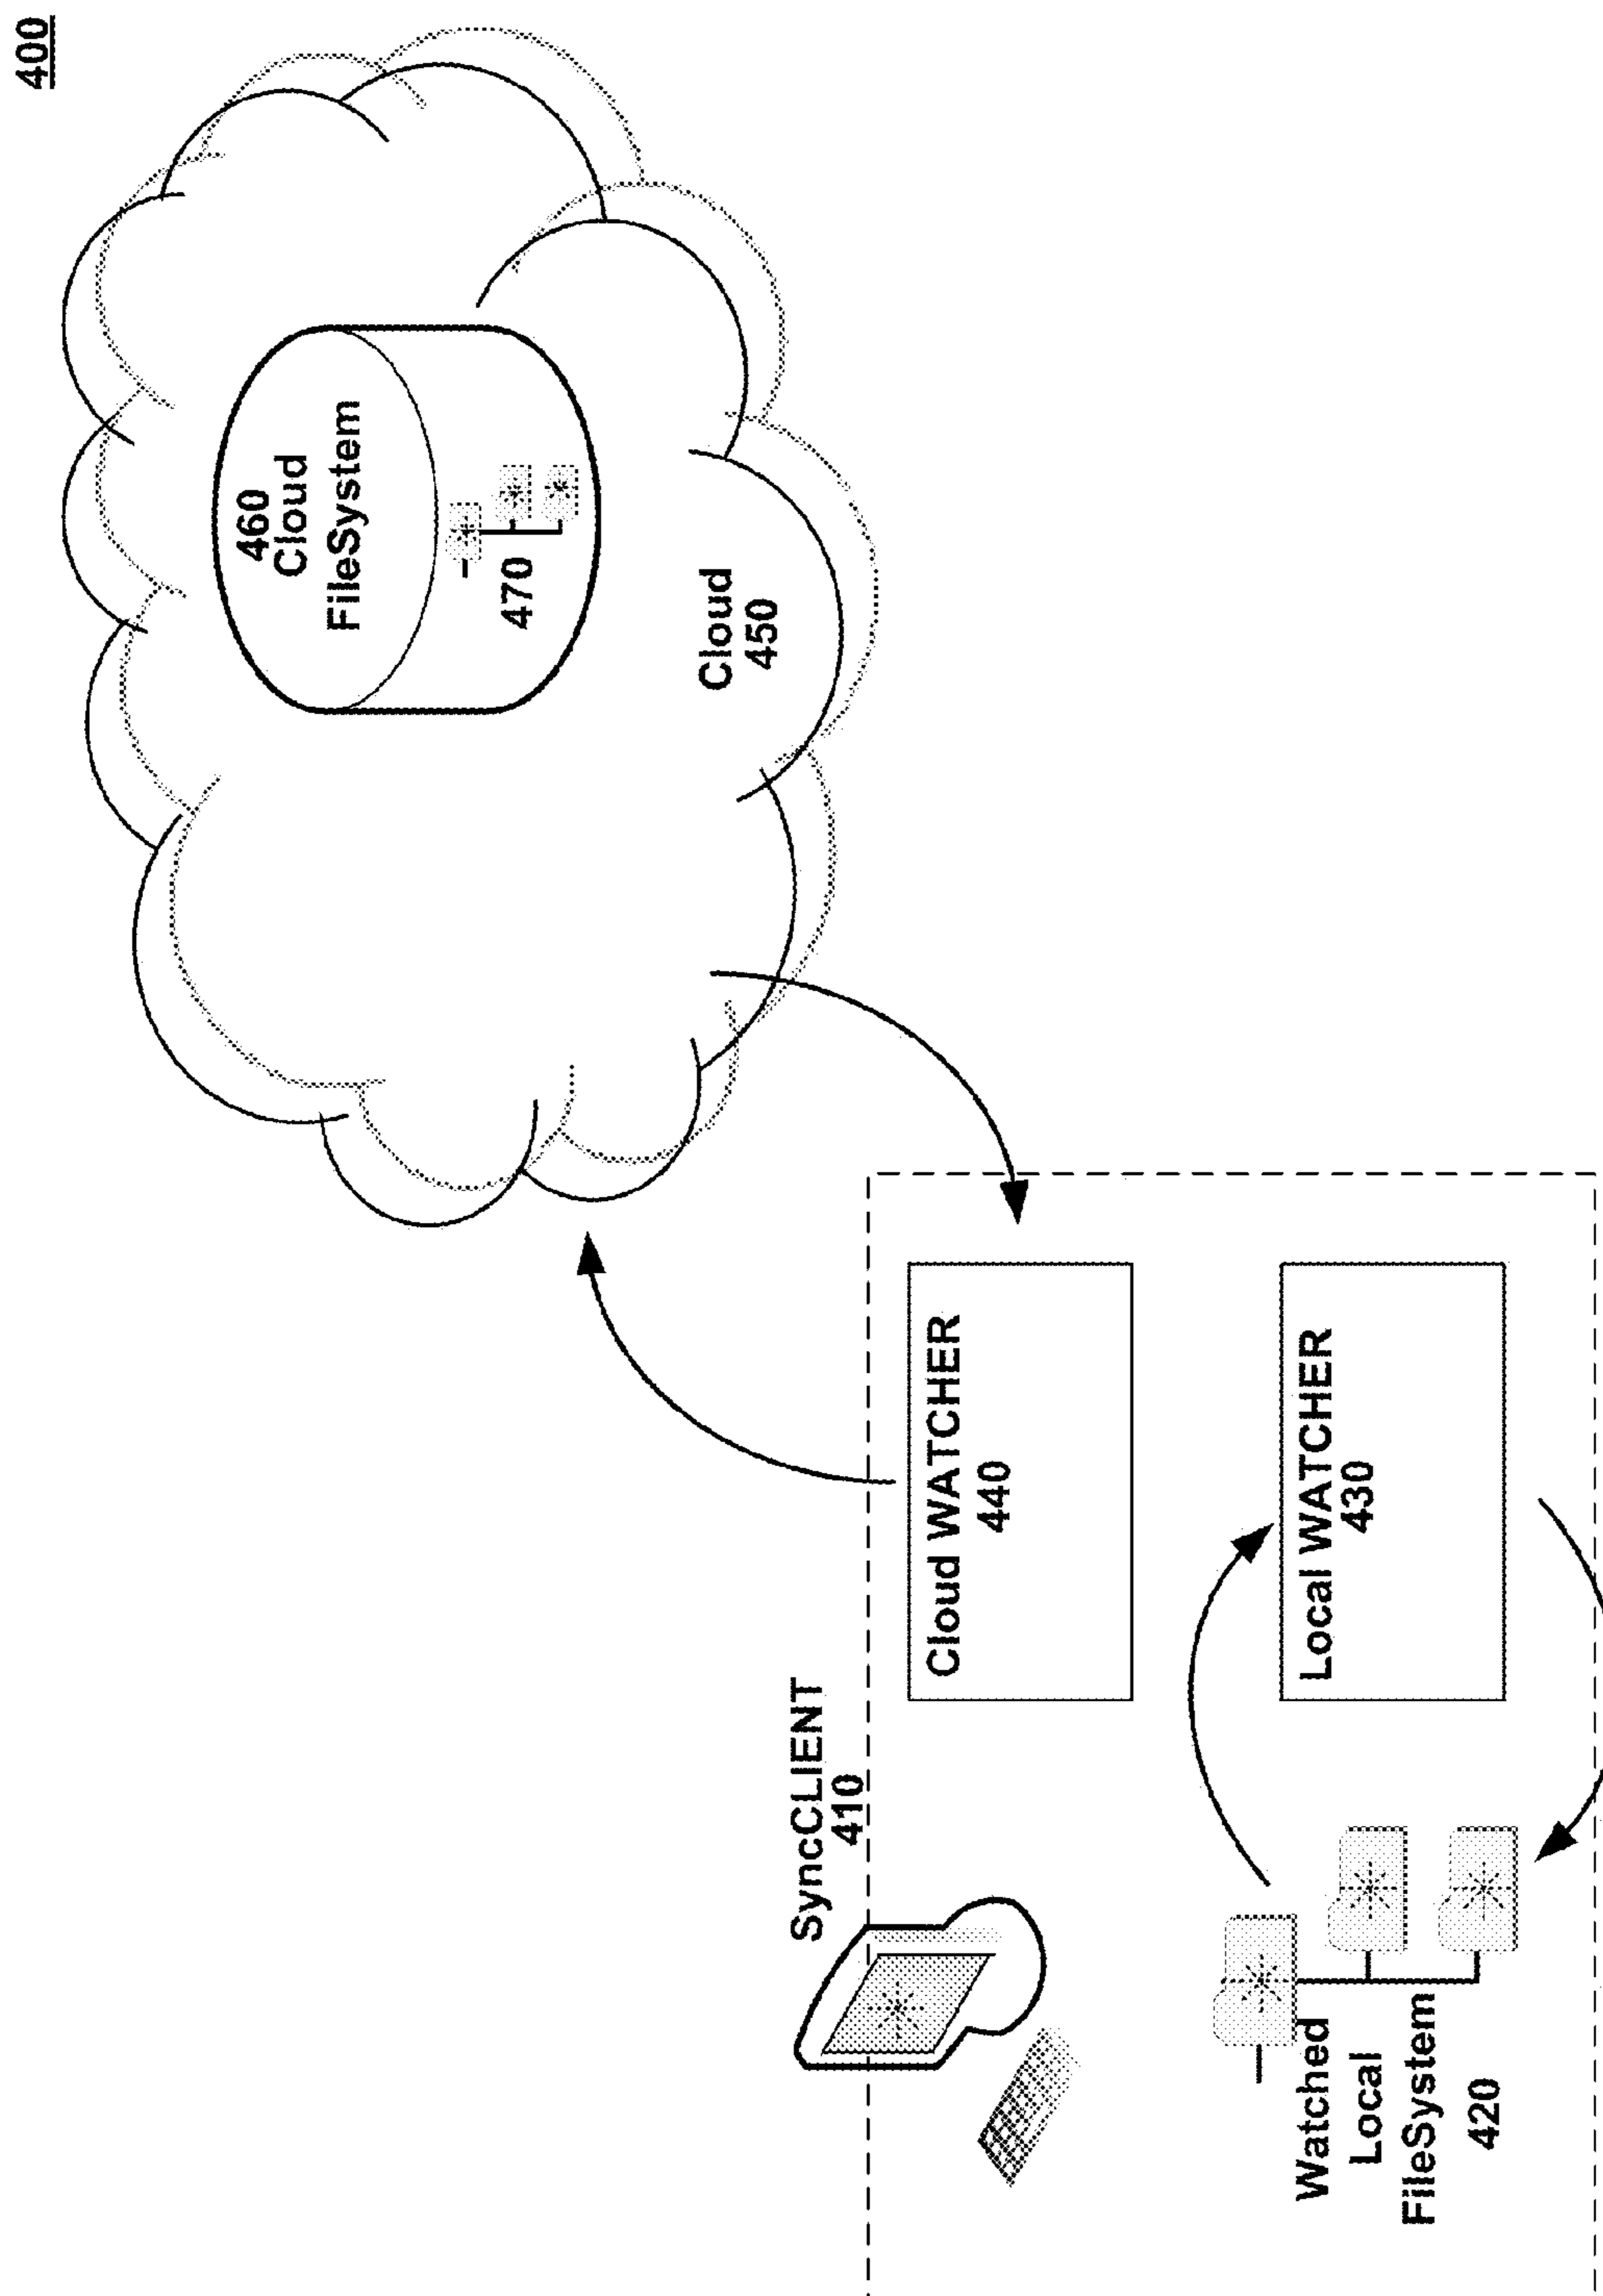 400
460
Cloud
FileSystem
470
Cloud
450
SyncCLIENT
410
Cloud WATCHER
440
Local WATCHER
430
Watched
Local
FileSystem
420